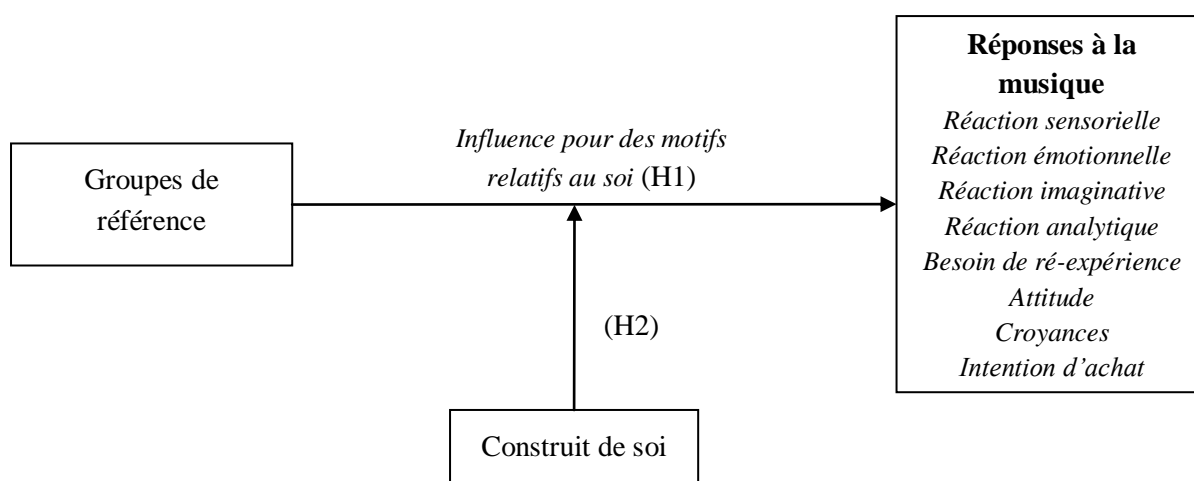 Groupes de
référence
Influence pour des motifs
relatifs au soi (H1)
(H2)
Construit de soi
Réponses à la
musique
Réaction sensorielle
Réaction émotionnelle
Réaction imaginative
Réaction analytique
Besoin de ré-expérience
Attitude
Croyances
Intention d’achat